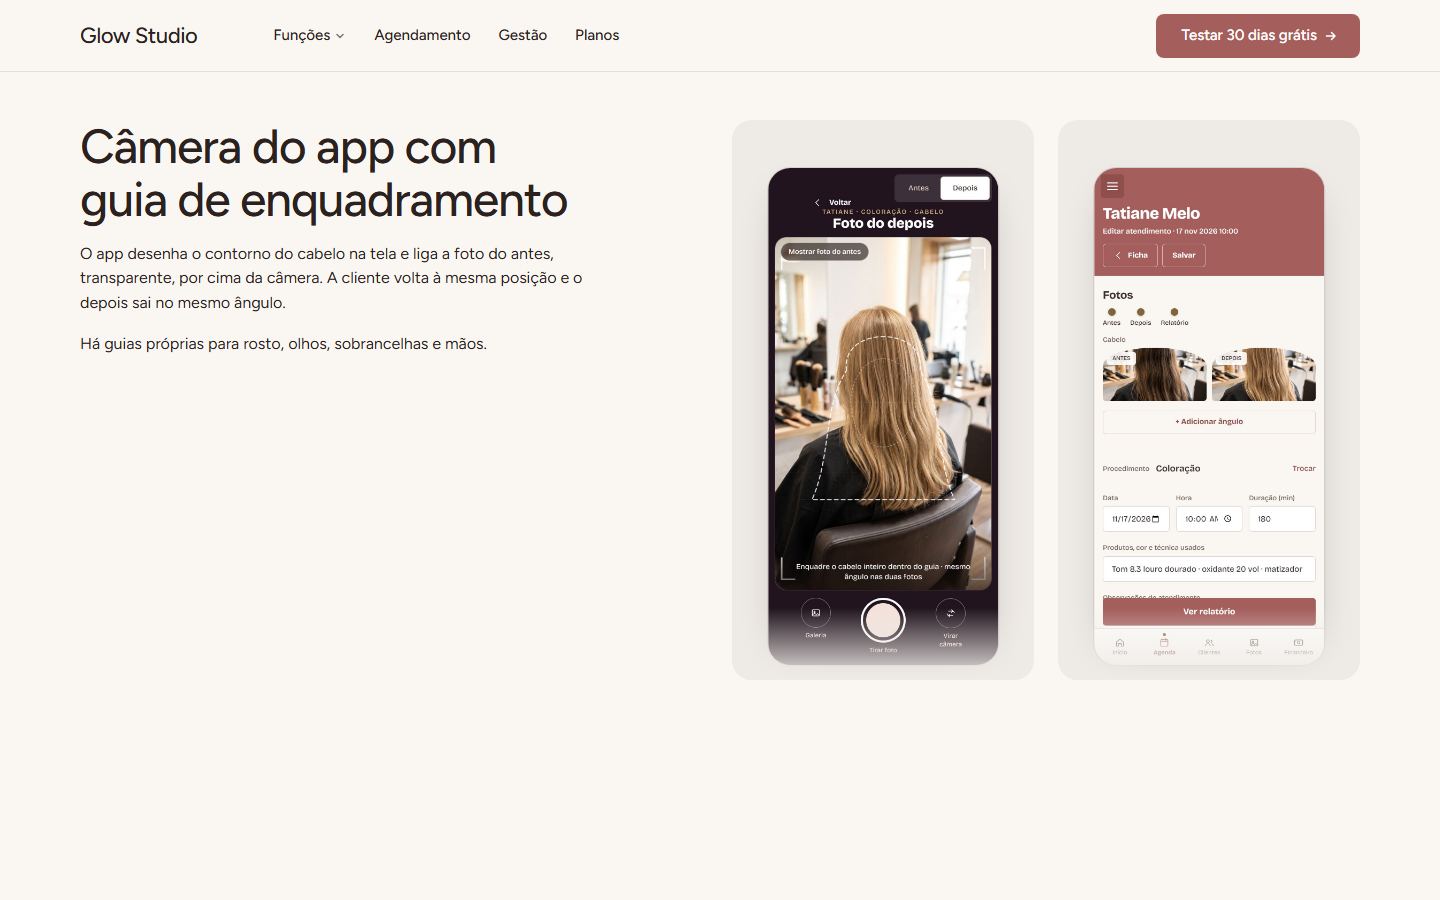 Glow Studio
Funções
Agendamento
Gestão
Planos
Testar 30 dias grátis →
Câmera do app com
guia de enquadramento
O app desenha o contorno do cabelo na tela e liga a foto do antes,
transparente, por cima da câmera. A cliente volta à mesma posição e o
depois sai no mesmo ângulo.
Há guias próprias para rosto, olhos, sobrancelhas e mãos.
Antes
Depois
Voltar
TATIANE · COLORAÇÃO · CABELO
Foto do depois
Mostrar foto do antes
Enquadre o cabelo inteiro dentro do guia · mesmo
ângulo nas duas fotos
Galeria
Tirar foto
Virar
câmera
Tatiane Melo
Editar atendimento · 17 nov 2026 10:00
Ficha
Salvar
Fotos
Antes
Depois
Relatório
Cabelo
ANTES
DEPOIS
+ Adicionar ângulo
Procedimento Coloração
Trocar
Data
Hora
Duração (min)
11/17/2026
10:00 AM
180
Produtos, cor e técnica usados
Tom 8.3 louro dourado · oxidante 20 vol · matizador
Observações do atendimento
Ver relatório
Início
Agenda
Clientes
Fotos
Financeiro